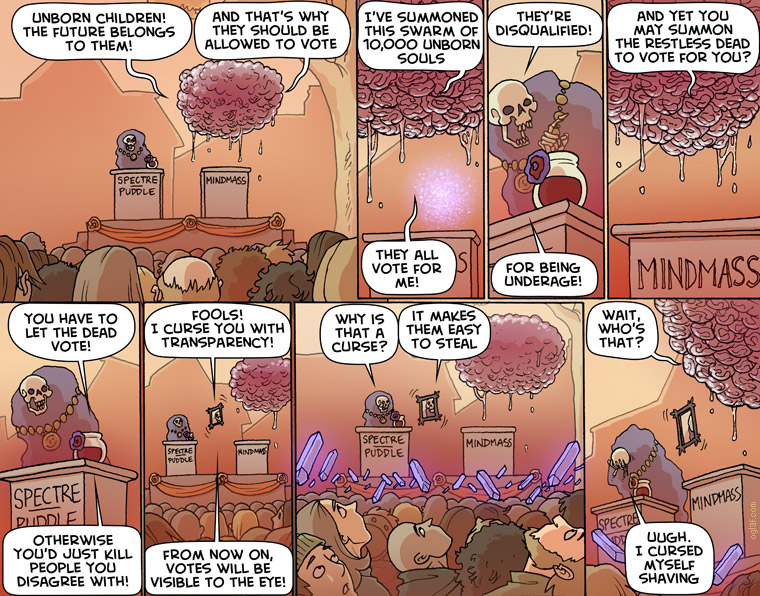 UNBORN CHILDREN!
THE FUTURE BELONGS
TO THEM!
AND THAT'S WHY
THEY SHOULD BE
ALLOWED TO VOTE
SPECTRE
PUDDLE
MINDMASS
I'VE SUMMONED
THIS SWARM OF
10,000 UNBORN
SOULS
THEY ALL
VOTE FOR
ME!
S
THEY'RE
DISQUALIFIED!
FOR BEING
UNDERAGE!
AND YET YOU
MAY SUMMON
THE RESTLESS DEAD
TO VOTE FOR YOU?
MINDMASS
YOU HAVE TO
LET THE DEAD
VOTE!
SPECTRE
PUDDLE
OTHERWISE
YOU'D JUST KILL
PEOPLE YOU
DISAGREE WITH!
FOOLS!
I CURSE YOU WITH
TRANSPARENCY!
SPECTRE
PUDDLE
MINDMASS
FROM NOW ON,
VOTES WILL BE
VISIBLE TO THE EYE!
WHY IS
THAT A
CURSE?
IT MAKES
THEM EASY
TO STEAL
SPECTRE
PUDDLE
MINDMASS
WAIT,
WHO'S
THAT?
SPECTRE
MINDMASS
UUGH.
I CURSED
MYSELF
SHAVING
oglaf.com